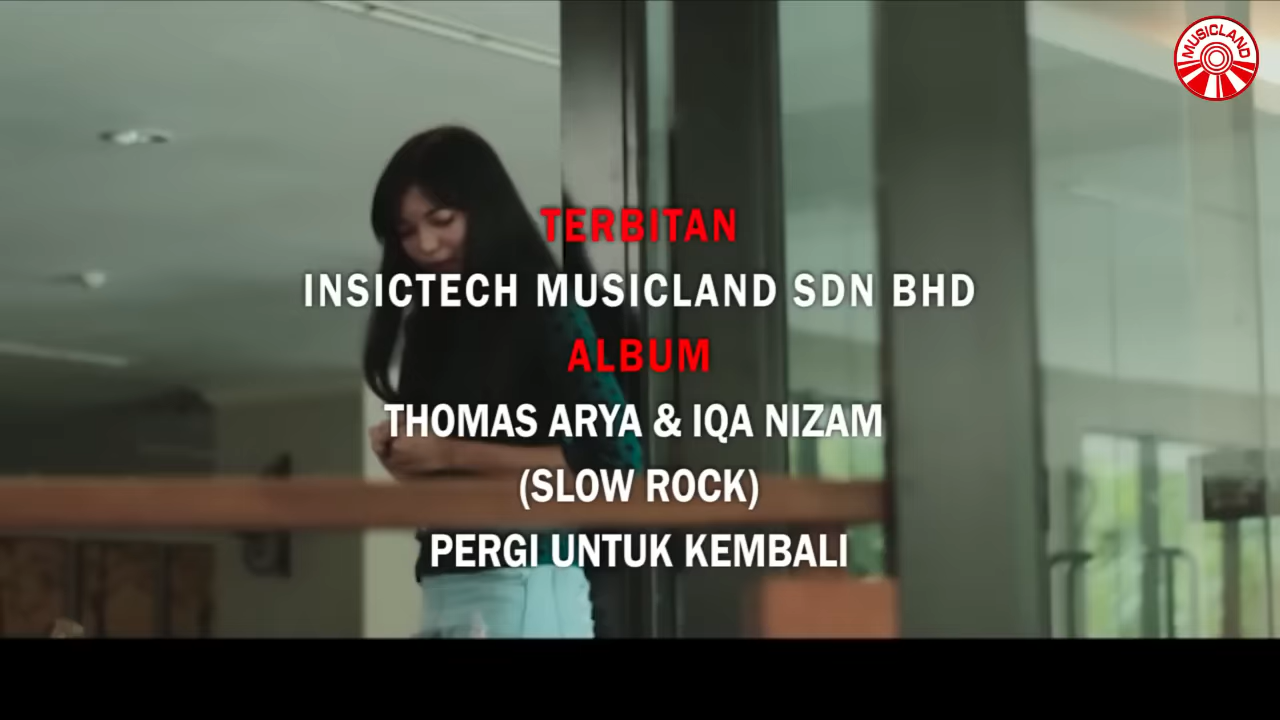 MUSICLAND
TERBITAN
INSICTECH MUSICLAND SDN BHD
ALBUM
THOMAS ARYA & IQA NIZAM
(SLOW ROCK)
PERGI UNTUK KEMBALI